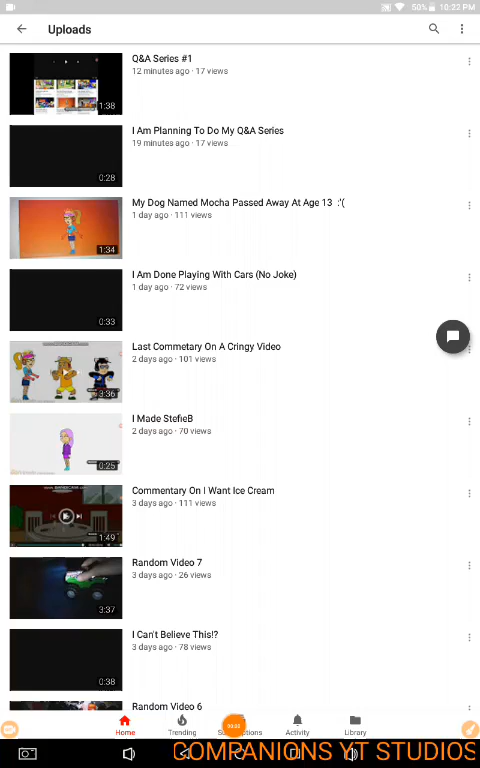 50% 10:22 PM
Uploads
Q&A Series #1
12 minutes ago · 17 views
1:38
I Am Planning To Do My Q&A Series
19 minutes ago · 17 views
0:28
My Dog Named Mocha Passed Away At Age 13 :'(
1 day ago · 111 views
1:34
I Am Done Playing With Cars (No Joke)
1 day ago · 72 views
0:33
Last Commetary On A Cringy Video
2 days ago · 101 views
3:36
I Made StefieB
2 days ago · 70 views
0:25
Commentary On I Want Ice Cream
3 days ago · 111 views
1:49
Random Video 7
3 days ago · 26 views
3:37
I Can't Believe This!?
3 days ago · 78 views
0:38
Random Video 6
Home Trending Activity Library
COMPANIONS YT STUDIOS